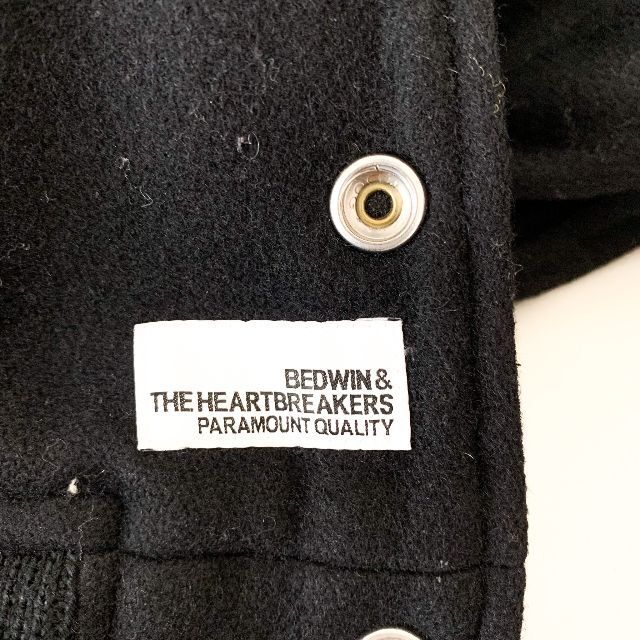 BEDWIN &
THE HEARTBREAKERS
PARAMOUNT QUALITY